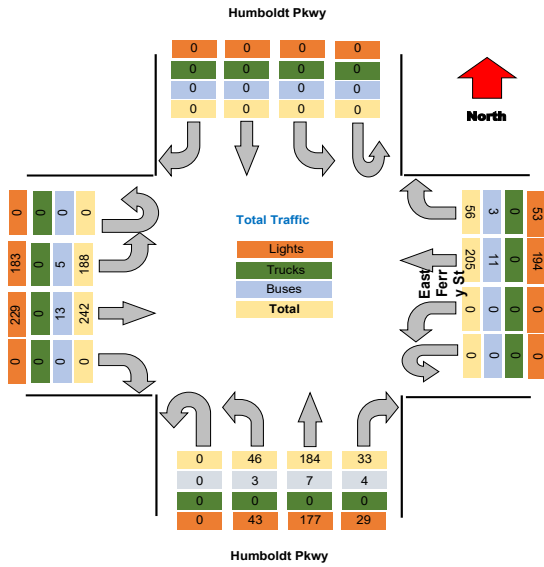 Humboldt Pkwy
0 0 0 0
0 0 0 0
0 0 0 0
0 0 0 0
North
0 0 0 0
183 0 5 188
229 0 13 242
0 0 0 0
Total Traffic
Lights
Trucks
Buses
Total
56 3 0 53
205 11 0 194
0 0 0 0
0 0 0 0
East
Ferr
y St
0 46 184 33
0 3 7 4
0 0 0 0
0 43 177 29
Humboldt Pkwy